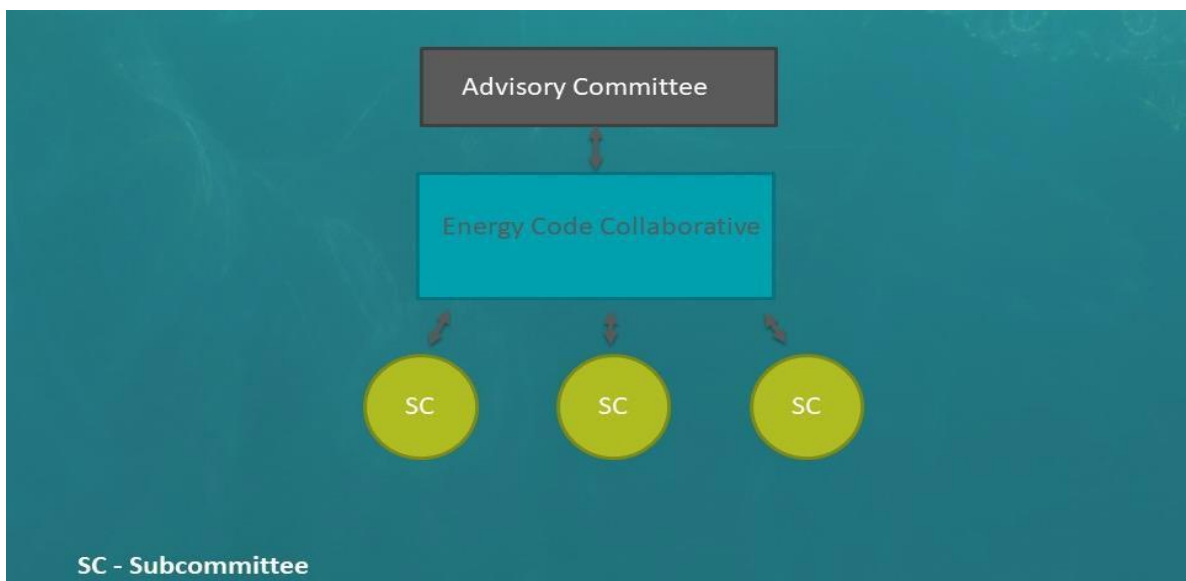 Advisory Committee
Energy Code Collaborative
SC
SC
SC
SC - Subcommittee